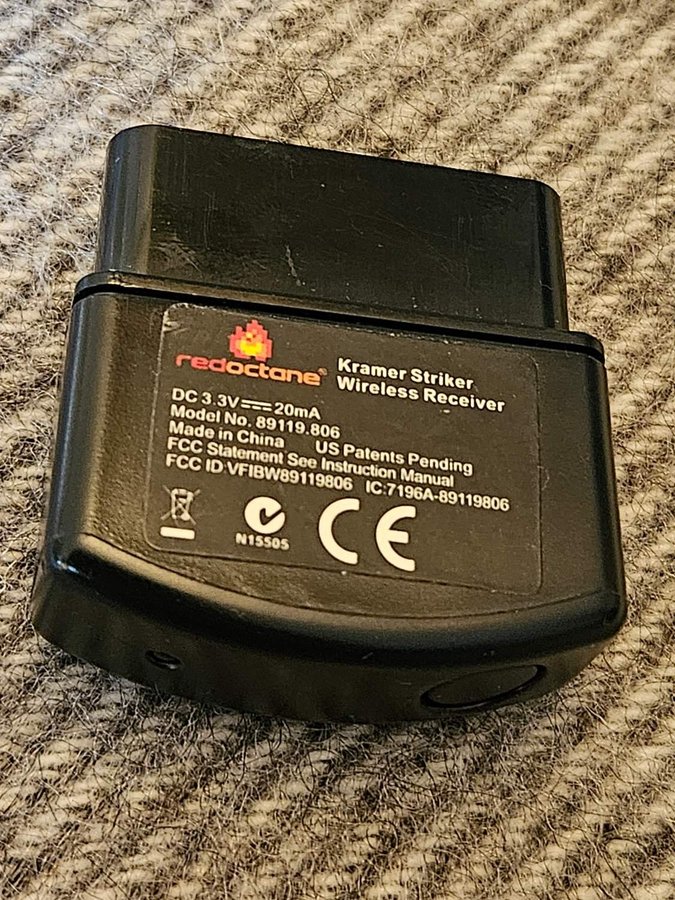 redoctane®
Kramer Striker
Wireless Receiver
DC 3.3V 20mA
Model No. 89119.806
Made in China US Patents Pending
FCC Statement See Instruction Manual
FCC ID:VFIBW89119806 IC:7196A-89119806
N15505
CE